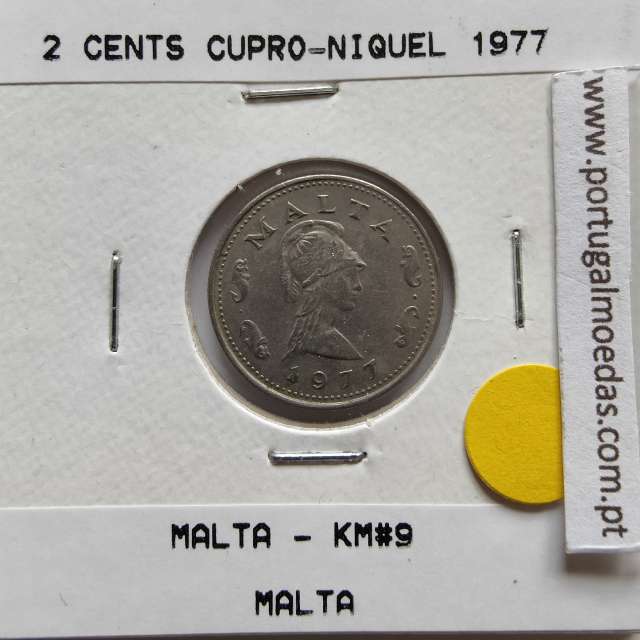 2 CENTS CUPRO-NIQUEL 1977
www.portugalmoedas.com.pt
MALTA
1977
MALTA - KM#9
MALTA